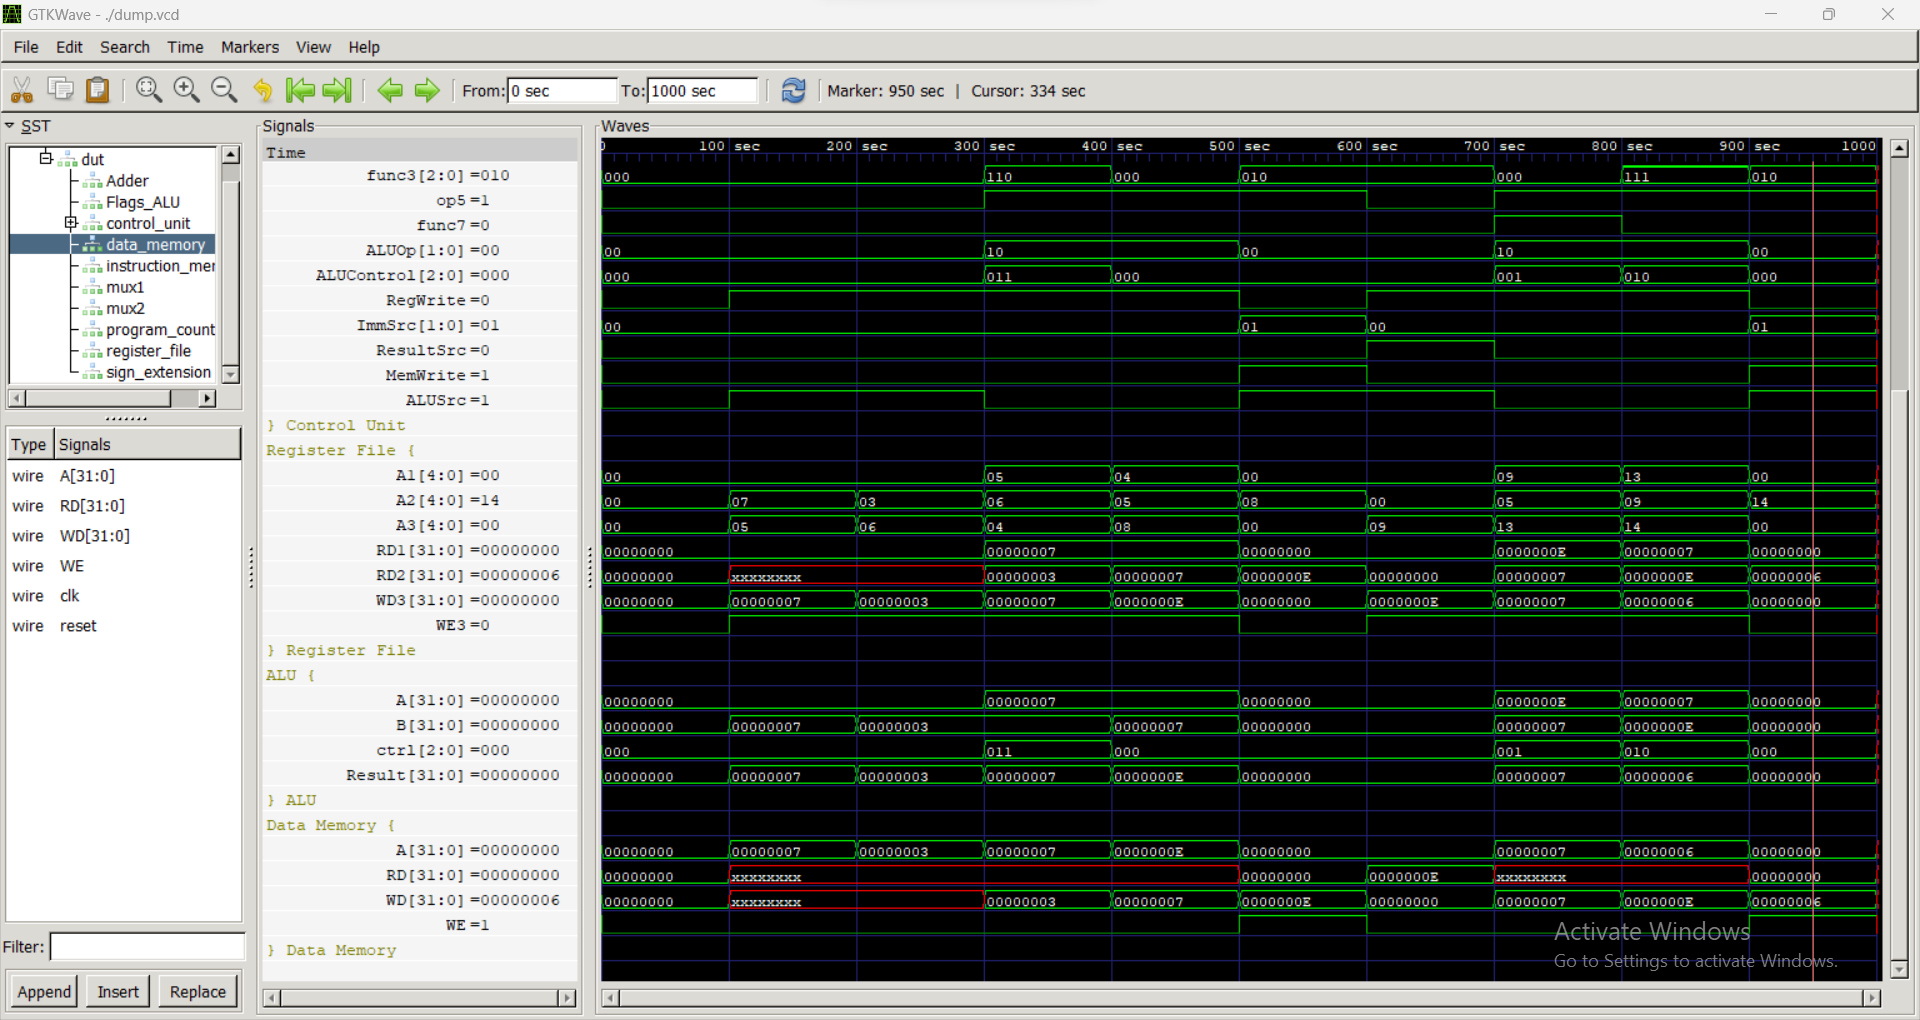 GTKWave - ./dump.vcd
File Edit Search Time Markers View Help
From: 0 sec To: 1000 sec Marker: 950 sec | Cursor: 334 sec
SST
dut
Adder
Flags_ALU
control_unit
data_memory
instruction_mer
mux1
mux2
program_count
register_file
sign_extension
Type Signals
wire A[31:0]
wire RD[31:0]
wire WD[31:0]
wire WE
wire clk
wire reset
Filter:
Append Insert Replace
Signals
Time
func3[2:0] =010
op5 =1
func7 =0
ALUOp[1:0] =00
ALUControl[2:0] =000
RegWrite =0
ImmSrc[1:0] =01
ResultSrc =0
MemWrite =1
ALUSrc =1
} Control Unit
Register File {
A1[4:0] =00
A2[4:0] =14
A3[4:0] =00
RD1[31:0] =00000000
RD2[31:0] =00000006
WD3[31:0] =00000000
WE3 =0
} Register File
ALU {
A[31:0] =00000000
B[31:0] =00000000
ctrl[2:0] =000
Result[31:0] =00000000
} ALU
Data Memory {
A[31:0] =00000000
RD[31:0] =00000000
WD[31:0] =00000006
WE =1
} Data Memory
Waves
0 100 sec 200 sec 300 sec 400 sec 500 sec 600 sec 700 sec 800 sec 900 sec 1000
000 110 000 010 000 111 010
00 10 00 10 00
000 011 000 001 010 000
00 01 00 01
00 05 04 00 09 13 00
00 07 03 06 05 08 00 05 09 14
00 05 06 04 08 00 09 13 14 00
00000000 00000007 00000000 0000000E 00000007 00000000
00000000 xxxxxxxx 00000003 00000007 0000000E 00000000 00000007 0000000E 00000006
00000000 00000007 00000003 00000007 0000000E 00000000 0000000E 00000007 00000006 00000000
00000000 00000007 00000000 0000000E 00000007 00000000
00000000 00000007 00000003 00000007 00000000 00000007 0000000E 00000000
000 011 000 001 010 000
00000000 00000007 00000003 00000007 0000000E 00000000 00000007 00000006 00000000
00000000 00000007 00000003 00000007 0000000E 00000000 00000007 00000006 00000000
00000000 xxxxxxxx 00000000 0000000E xxxxxxxx 00000000
00000000 xxxxxxxx 00000003 00000007 0000000E 00000000 00000007 0000000E 00000006
Activate Windows
Go to Settings to activate Windows.